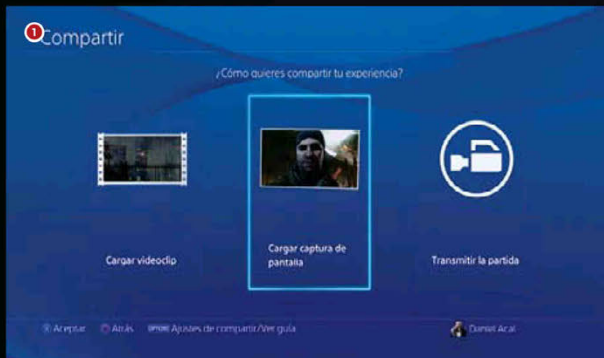 1
Compartir
¿Cómo quieres compartir tu experiencia?
Cargar videoclip
Cargar captura de
pantalla
Transmitir la partida
Aceptar Atrás OPTIONS Ajustes de compartir/Ver guía Daniel Acal